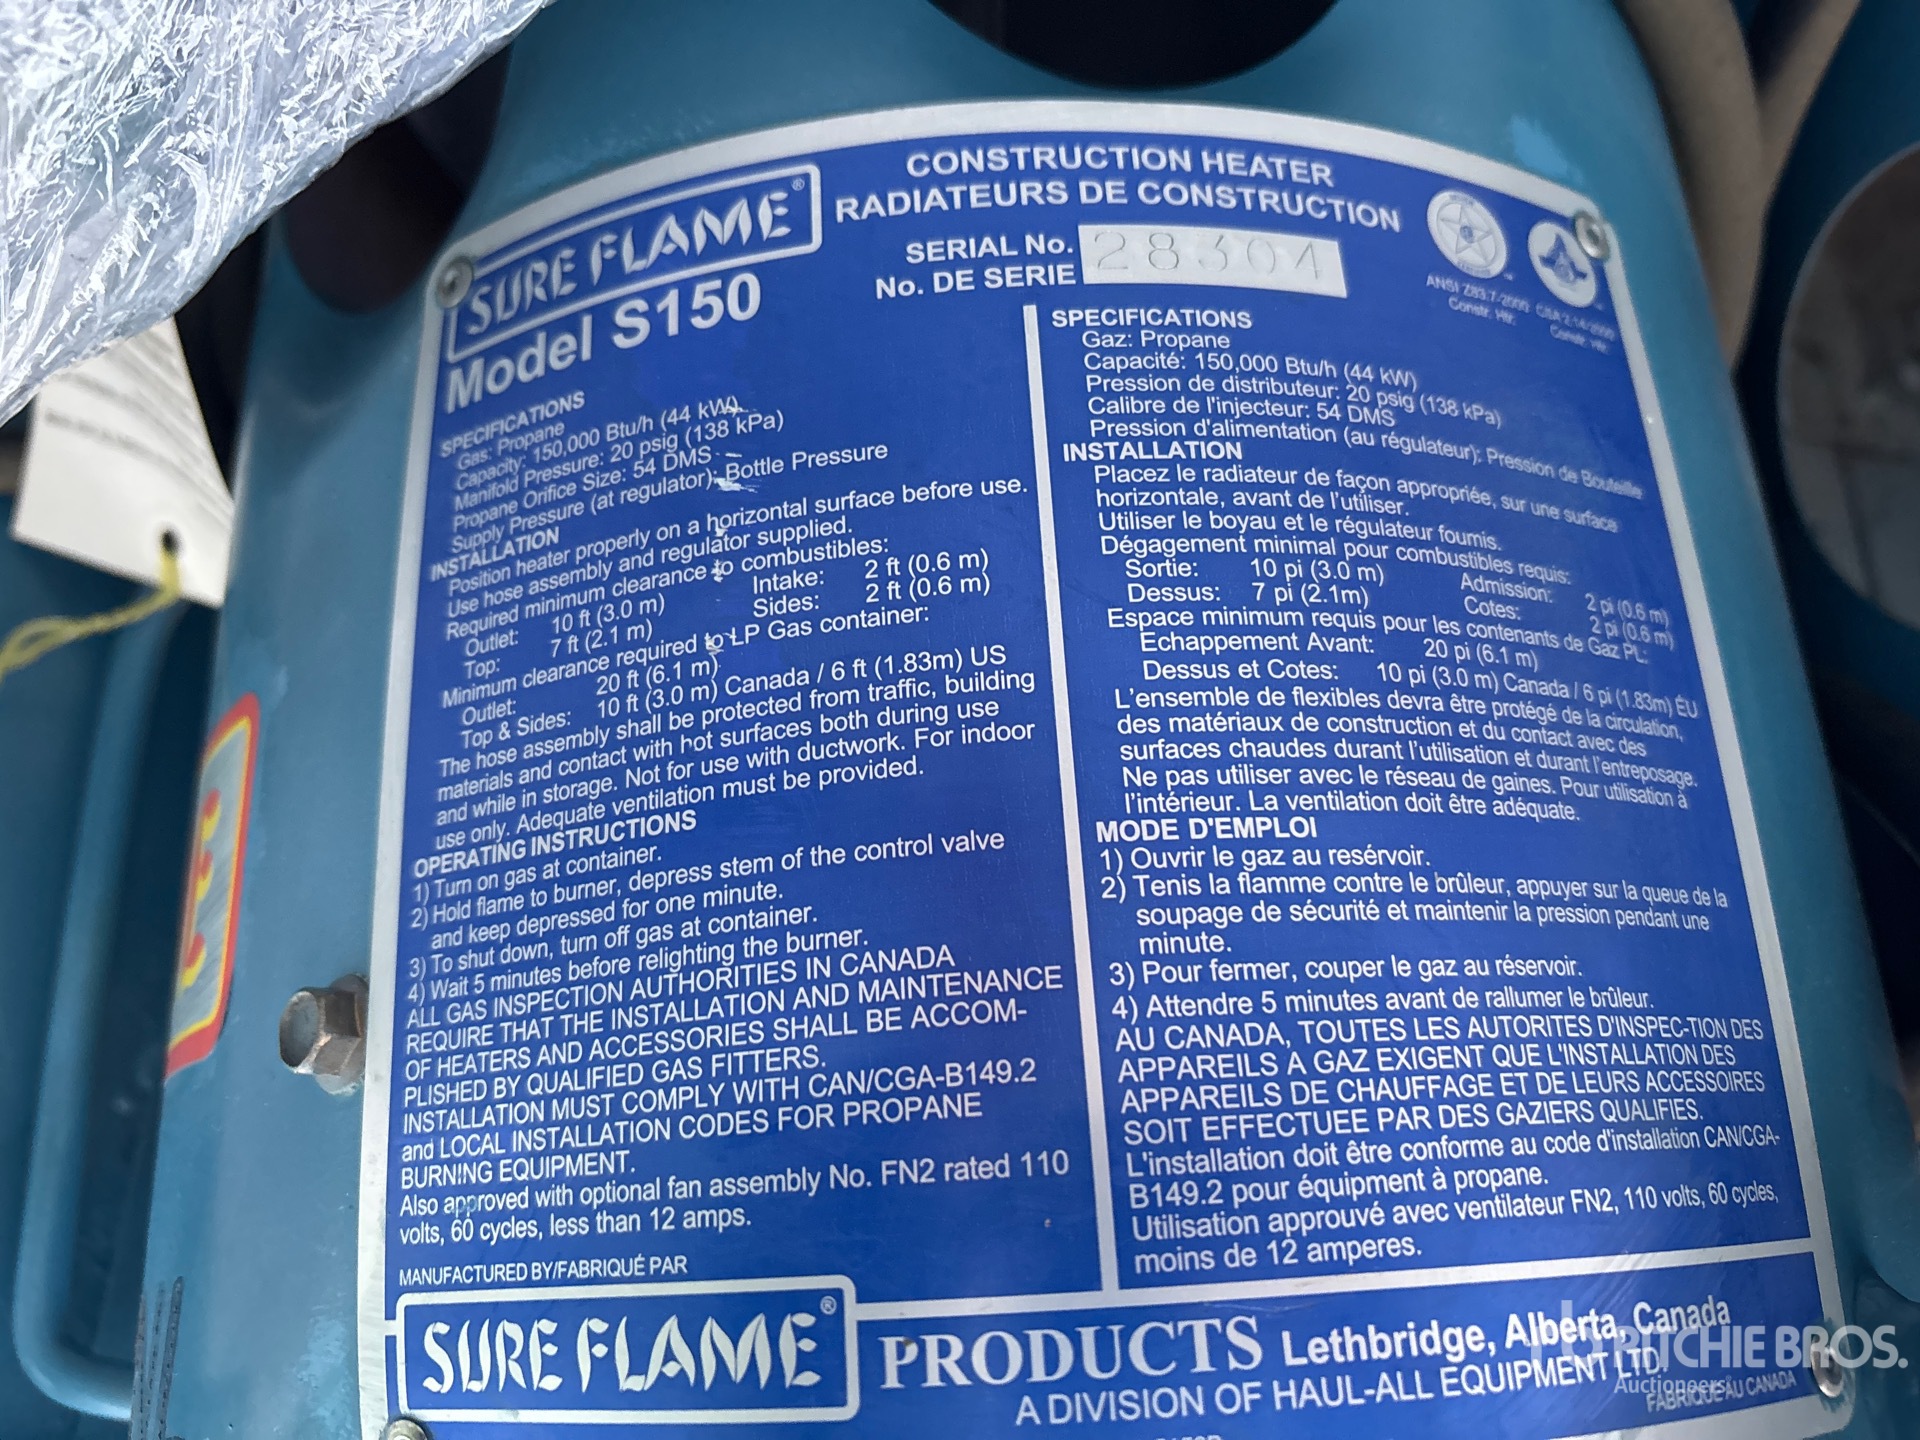 CONSTRUCTION HEATER
RADIATEURS DE CONSTRUCTION
SURE FLAME®
Model S150
SERIAL No.
No. DE SERIE
28304
ANSI Z83.7-2000
Constr. Htr.
CGA 2.14-2000
Constr. Htr.
SPECIFICATIONS
Gas: Propane
Capacity: 150,000 Btu/h (44 kW)
Manifold Pressure: 20 psig (138 kPa)
Propane Orifice Size: 54 DMS
Supply Pressure (at regulator): Bottle Pressure
INSTALLATION
Position heater properly on a horizontal surface before use.
Use hose assembly and regulator supplied.
Required minimum clearance to combustibles:
Outlet: 10 ft (3.0 m) Intake: 2 ft (0.6 m)
Top: 7 ft (2.1 m) Sides: 2 ft (0.6 m)
Minimum clearance required to LP Gas container:
Outlet: 20 ft (6.1 m)
Top & Sides: 10 ft (3.0 m) Canada / 6 ft (1.83m) US
The hose assembly shall be protected from traffic, building
materials and contact with hot surfaces both during use
and while in storage. Not for use with ductwork. For indoor
use only. Adequate ventilation must be provided.
OPERATING INSTRUCTIONS
1) Turn on gas at container.
2) Hold flame to burner, depress stem of the control valve
and keep depressed for one minute.
3) To shut down, turn off gas at container.
4) Wait 5 minutes before relighting the burner.
ALL GAS INSPECTION AUTHORITIES IN CANADA
REQUIRE THAT THE INSTALLATION AND MAINTENANCE
OF HEATERS AND ACCESSORIES SHALL BE ACCOM-
PLISHED BY QUALIFIED GAS FITTERS.
INSTALLATION MUST COMPLY WITH CAN/CGA-B149.2
and LOCAL INSTALLATION CODES FOR PROPANE
BURNING EQUIPMENT.
Also approved with optional fan assembly No. FN2 rated 110
volts, 60 cycles, less than 12 amps.
SPECIFICATIONS
Gaz: Propane
Capacité: 150,000 Btu/h (44 kW)
Pression de distributeur: 20 psig (138 kPa)
Calibre de l'injecteur: 54 DMS
Pression d'alimentation (au régulateur): Pression de Bouteille
INSTALLATION
Placez le radiateur de façon appropriée, sur une surface
horizontale, avant de l'utiliser.
Utiliser le boyau et le régulateur fournis.
Dégagement minimal pour combustibles requis:
Sortie: 10 pi (3.0 m) Admission: 2 pi (0.6 m)
Dessus: 7 pi (2.1m) Cotes: 2 pi (0.6 m)
Espace minimum requis pour les contenants de Gaz PL:
Echappement Avant: 20 pi (6.1 m)
Dessus et Cotes: 10 pi (3.0 m) Canada / 6 pi (1.83m) ÉU
L'ensemble de flexibles devra être protégé de la circulation,
des matériaux de construction et du contact avec des
surfaces chaudes durant l'utilisation et durant l'entreposage.
Ne pas utiliser avec le réseau de gaines. Pour utilisation à
l'intérieur. La ventilation doit être adéquate.
MODE D'EMPLOI
1) Ouvrir le gaz au resérvoir.
2) Tenis la flamme contre le brûleur, appuyer sur la queue de la
soupage de sécurité et maintenir la pression pendant une
minute.
3) Pour fermer, couper le gaz au réservoir.
4) Attendre 5 minutes avant de rallumer le brûleur.
AU CANADA, TOUTES LES AUTORITES D'INSPEC-TION DES
APPAREILS A GAZ EXIGENT QUE L'INSTALLATION DES
APPAREILS DE CHAUFFAGE ET DE LEURS ACCESSOIRES
SOIT EFFECTUEE PAR DES GAZIERS QUALIFIES.
L'installation doit être conforme au code d'installation CAN/CGA-
B149.2 pour équipement à propane.
Utilisation approuvé avec ventilateur FN2, 110 volts, 60 cycles,
moins de 12 amperes.
MANUFACTURED BY/FABRIQUÉ PAR
SURE FLAME®
PRODUCTS Lethbridge, Alberta, Canada
A DIVISION OF HAUL-ALL EQUIPMENT LTD.
FABRIQUE AU CANADA
RITCHIE BROS.
Auctioneers